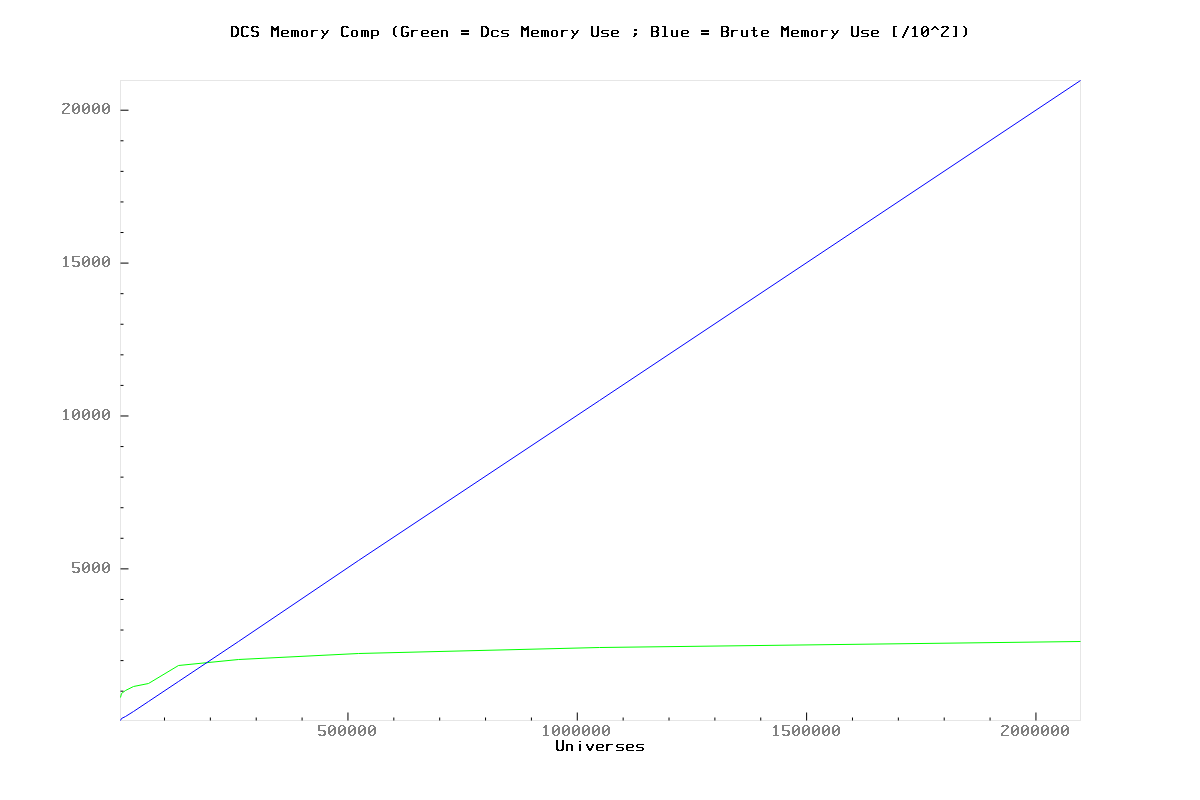 DCS Memory Comp (Green = Dcs Memory Use ; Blue = Brute Memory Use [/10^2])
20000
15000
10000
5000
500000 1000000 1500000 2000000
Universes